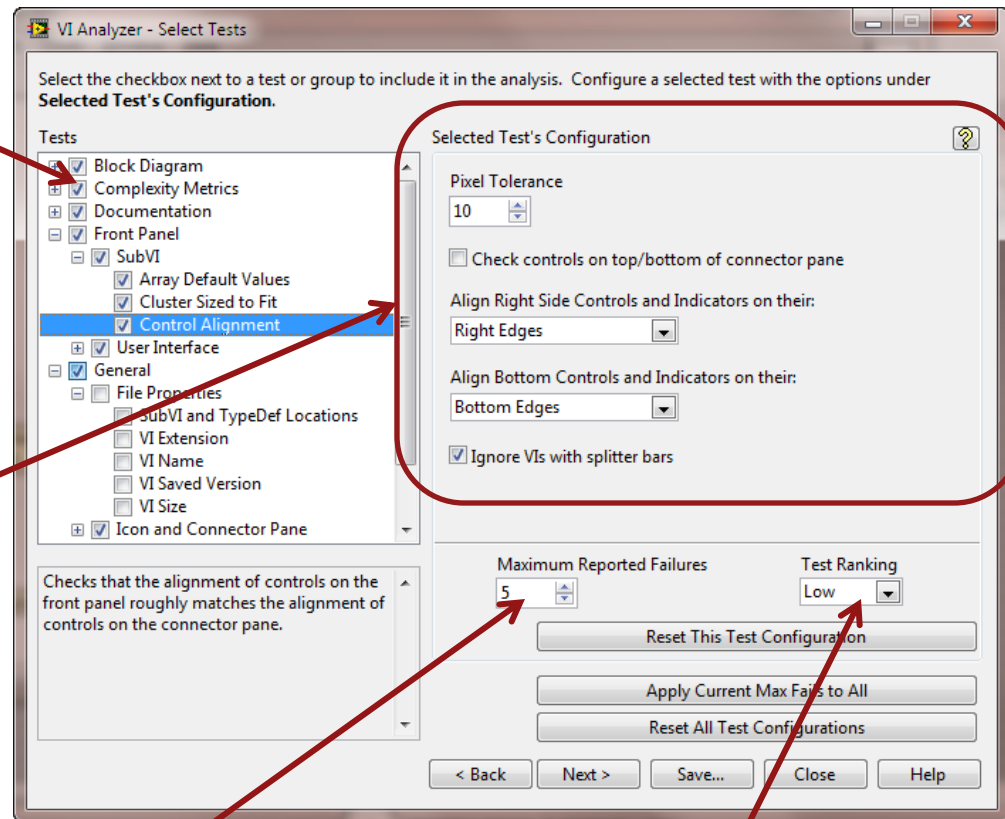 VI Analyzer - Select Tests
Select the checkbox next to a test or group to include it in the analysis. Configure a selected test with the options under
Selected Test's Configuration.
Tests
Block Diagram
Complexity Metrics
Documentation
Front Panel
SubVI
Array Default Values
Cluster Sized to Fit
Control Alignment
User Interface
General
File Properties
SubVI and TypeDef Locations
VI Extension
VI Name
VI Saved Version
VI Size
Icon and Connector Pane
Checks that the alignment of controls on the
front panel roughly matches the alignment of
controls on the connector pane.
Selected Test's Configuration
Pixel Tolerance
10
Check controls on top/bottom of connector pane
Align Right Side Controls and Indicators on their:
Right Edges
Align Bottom Controls and Indicators on their:
Bottom Edges
Ignore VIs with splitter bars
Maximum Reported Failures
5
Test Ranking
Low
Reset This Test Configuration
Apply Current Max Fails to All
Reset All Test Configurations
< Back
Next >
Save...
Close
Help